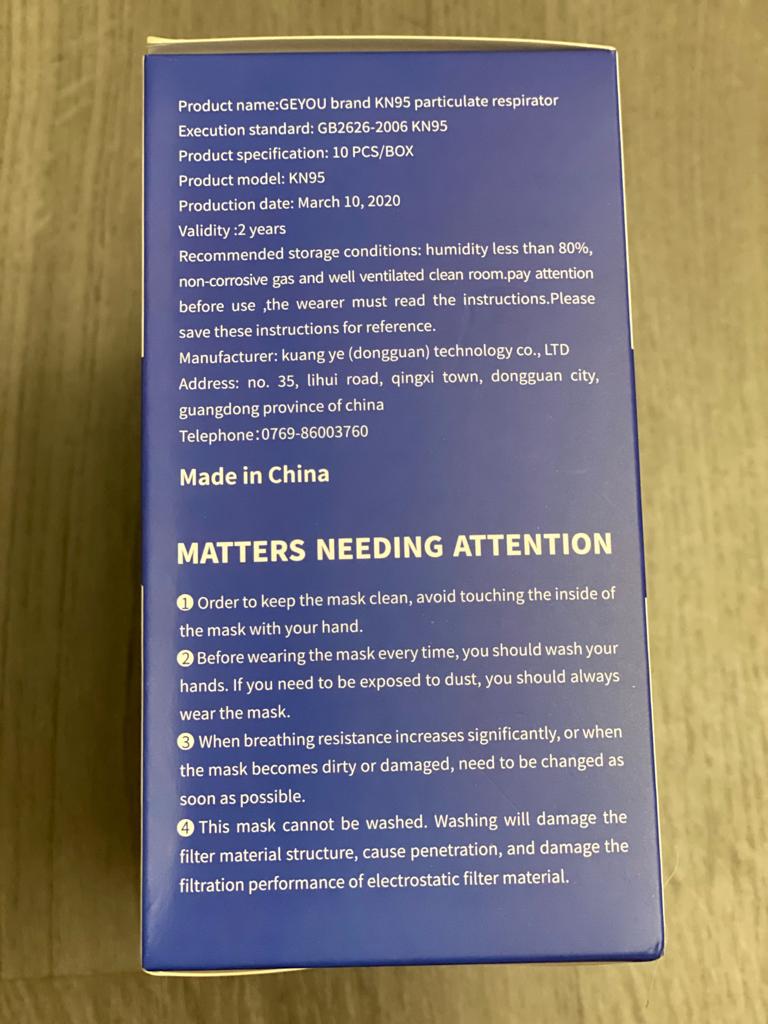 Product name:GEYOU brand KN95 particulate respirator
Execution standard: GB2626-2006 KN95
Product specification: 10 PCS/BOX
Product model: KN95
Production date: March 10, 2020
Validity :2 years
Recommended storage conditions: humidity less than 80%,
non-corrosive gas and well ventilated clean room.pay attention
before use ,the wearer must read the instructions.Please
save these instructions for reference.
Manufacturer: kuang ye (dongguan) technology co., LTD
Address: no. 35, lihui road, qingxi town, dongguan city,
guangdong province of china
Telephone:0769-86003760
Made in China
MATTERS NEEDING ATTENTION
① Order to keep the mask clean, avoid touching the inside of
the mask with your hand.
② Before wearing the mask every time, you should wash your
hands. If you need to be exposed to dust, you should always
wear the mask.
③ When breathing resistance increases significantly, or when
the mask becomes dirty or damaged, need to be changed as
soon as possible.
④ This mask cannot be washed. Washing will damage the
filter material structure, cause penetration, and damage the
filtration performance of electrostatic filter material.